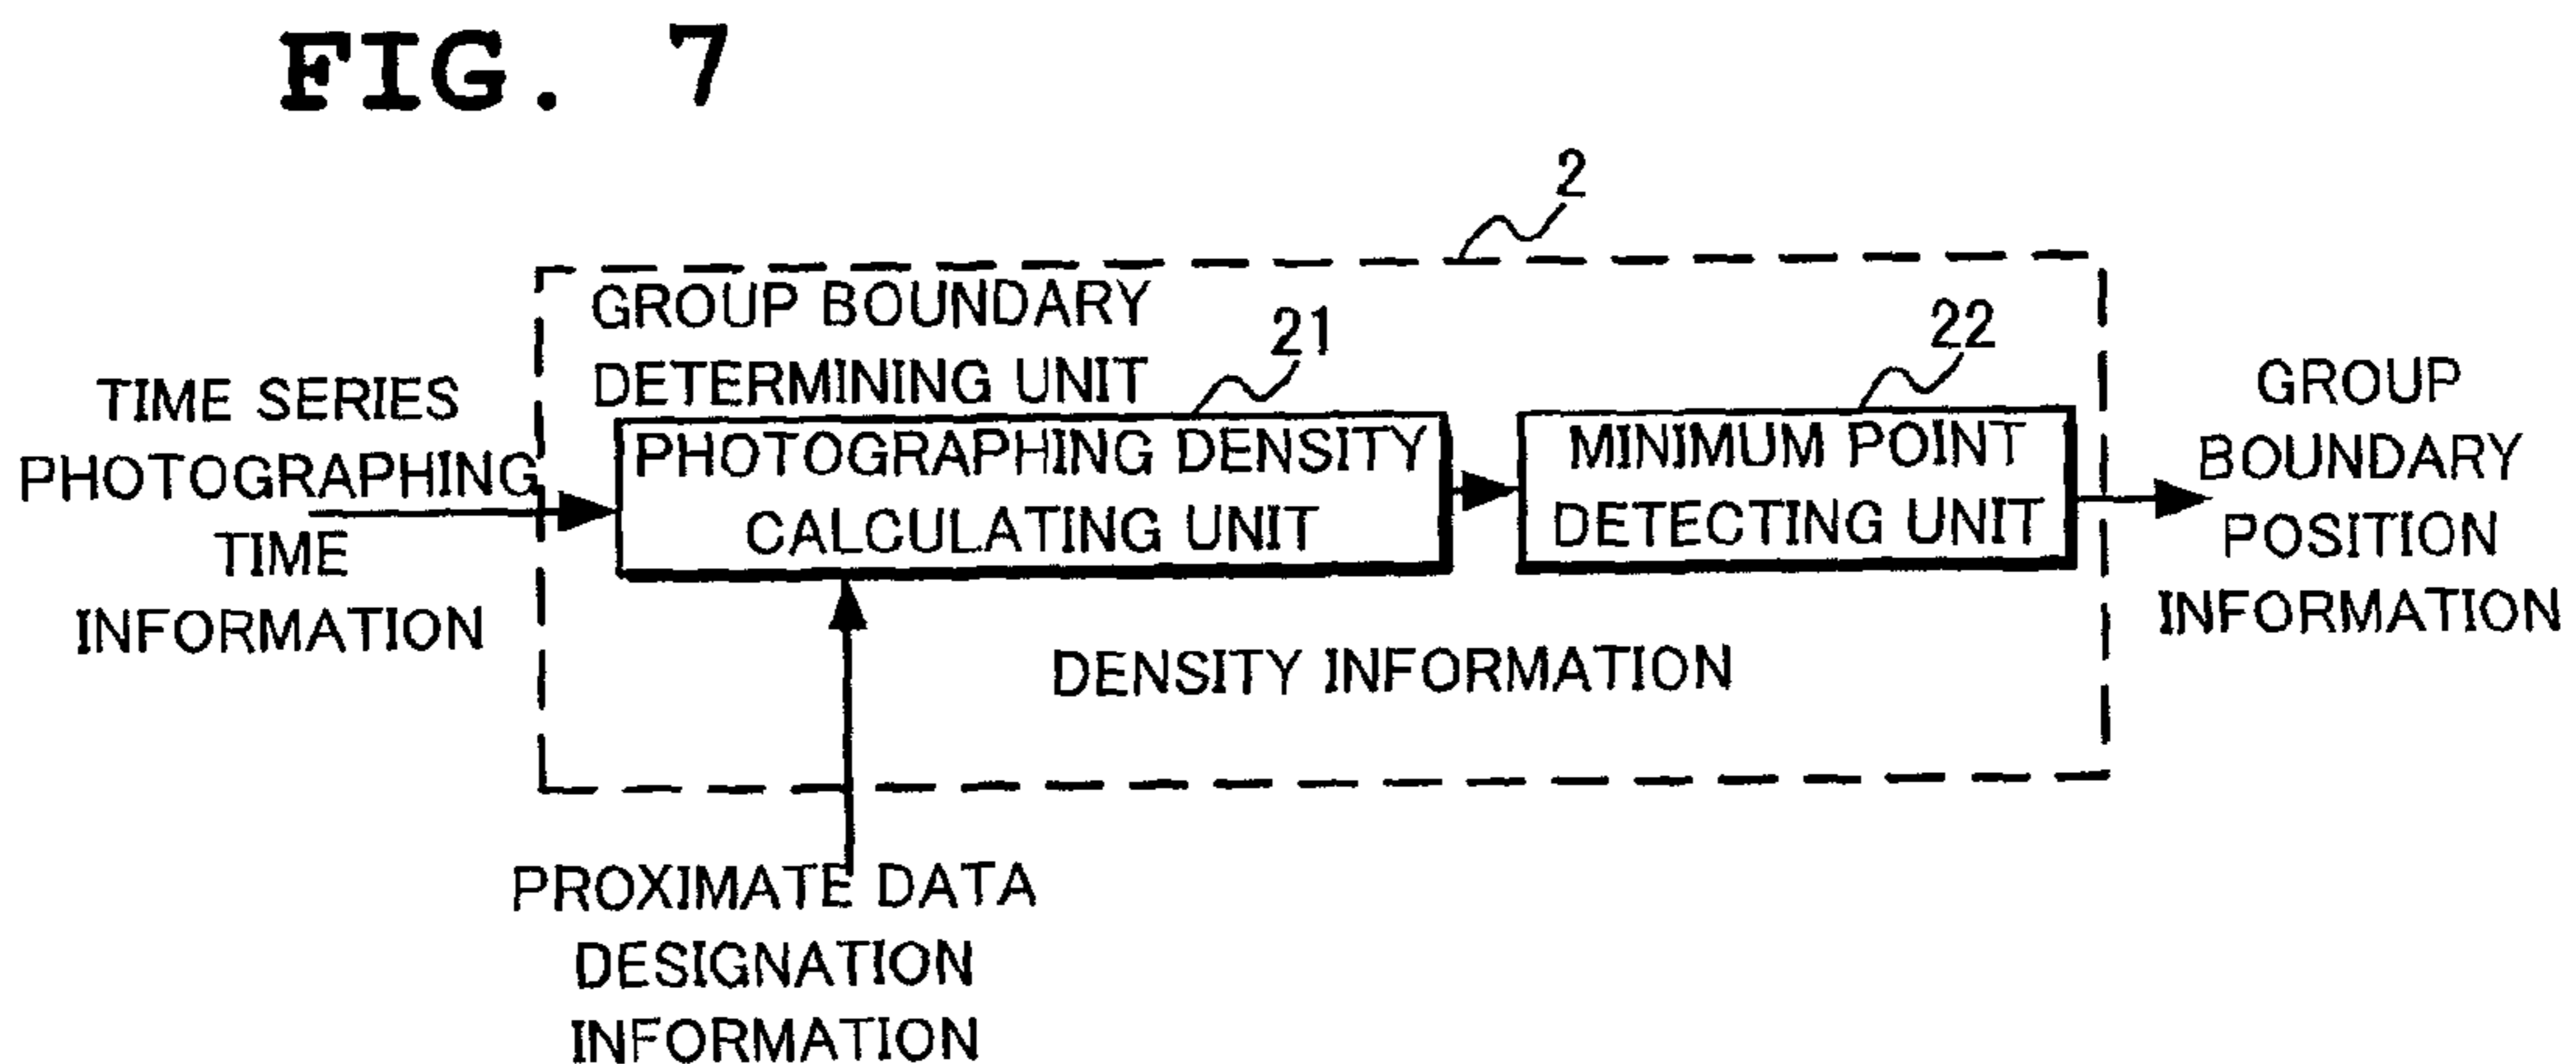 FIG. 7
2
GROUP BOUNDARY
DETERMINING UNIT
21
22
TIME SERIES
PHOTOGRAPHING
TIME
INFORMATION
PHOTOGRAPHING DENSITY
CALCULATING UNIT
MINIMUM POINT
DETECTING UNIT
GROUP
BOUNDARY
POSITION
INFORMATION
DENSITY INFORMATION
PROXIMATE DATA
DESIGNATION
INFORMATION